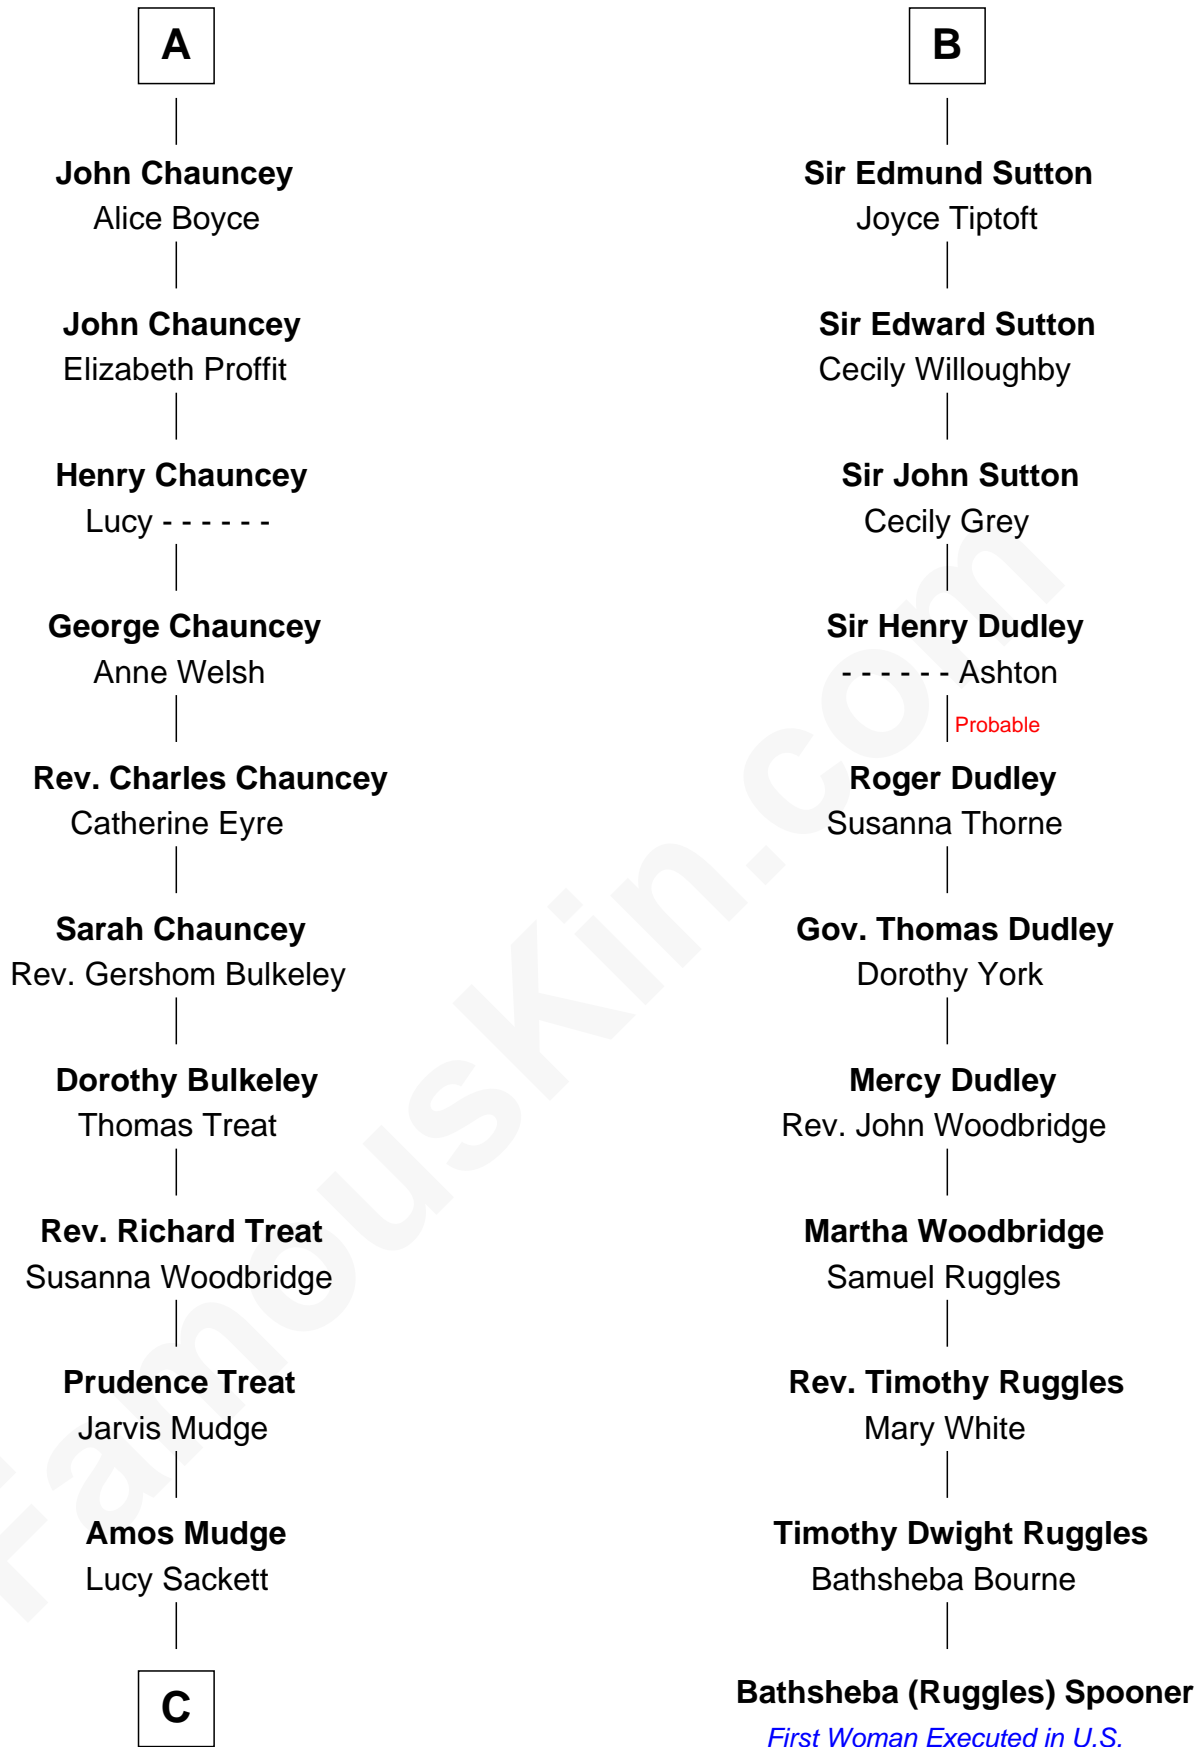 A
John Chauncey
Alice Boyce
John Chauncey
Elizabeth Proffit
Henry Chauncey
Lucy - - - - - -
George Chauncey
Anne Welsh
Rev. Charles Chauncey
Catherine Eyre
Sarah Chauncey
Rev. Gershom Bulkeley
Dorothy Bulkeley
Thomas Treat
Rev. Richard Treat
Susanna Woodbridge
Prudence Treat
Jarvis Mudge
Amos Mudge
Lucy Sackett
C
B
Sir Edmund Sutton
Joyce Tiptoft
Sir Edward Sutton
Cecily Willoughby
Sir John Sutton
Cecily Grey
Sir Henry Dudley
- - - - - - Ashton
Probable
Roger Dudley
Susanna Thorne
Gov. Thomas Dudley
Dorothy York
Mercy Dudley
Rev. John Woodbridge
Martha Woodbridge
Samuel Ruggles
Rev. Timothy Ruggles
Mary White
Timothy Dwight Ruggles
Bathsheba Bourne
Bathsheba (Ruggles) Spooner
First Woman Executed in U.S.
FamousKin.com